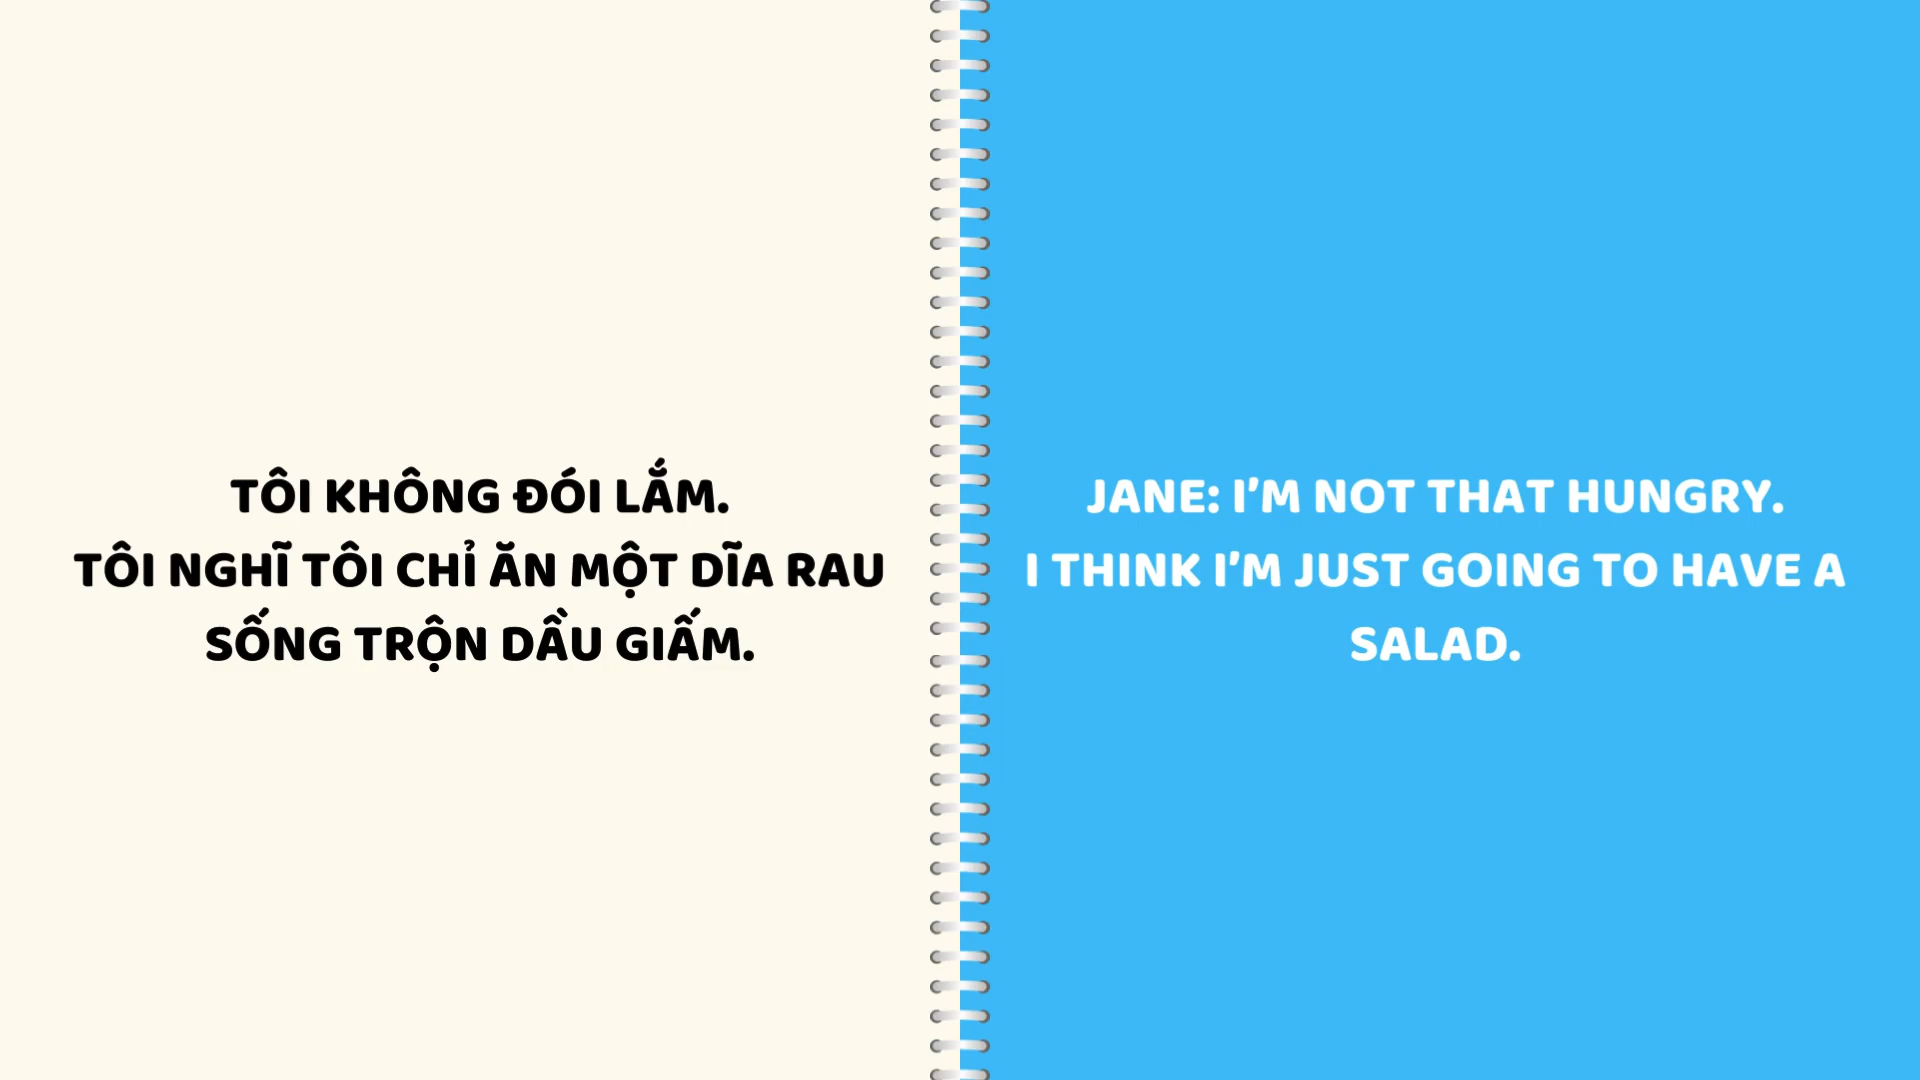 TÔI KHÔNG ĐÓI LẮM.
TÔI NGHĨ TÔI CHỈ ĂN MỘT DĨA RAU
SỐNG TRỘN DẦU GIẤM.
JANE: I'M NOT THAT HUNGRY.
I THINK I'M JUST GOING TO HAVE A
SALAD.